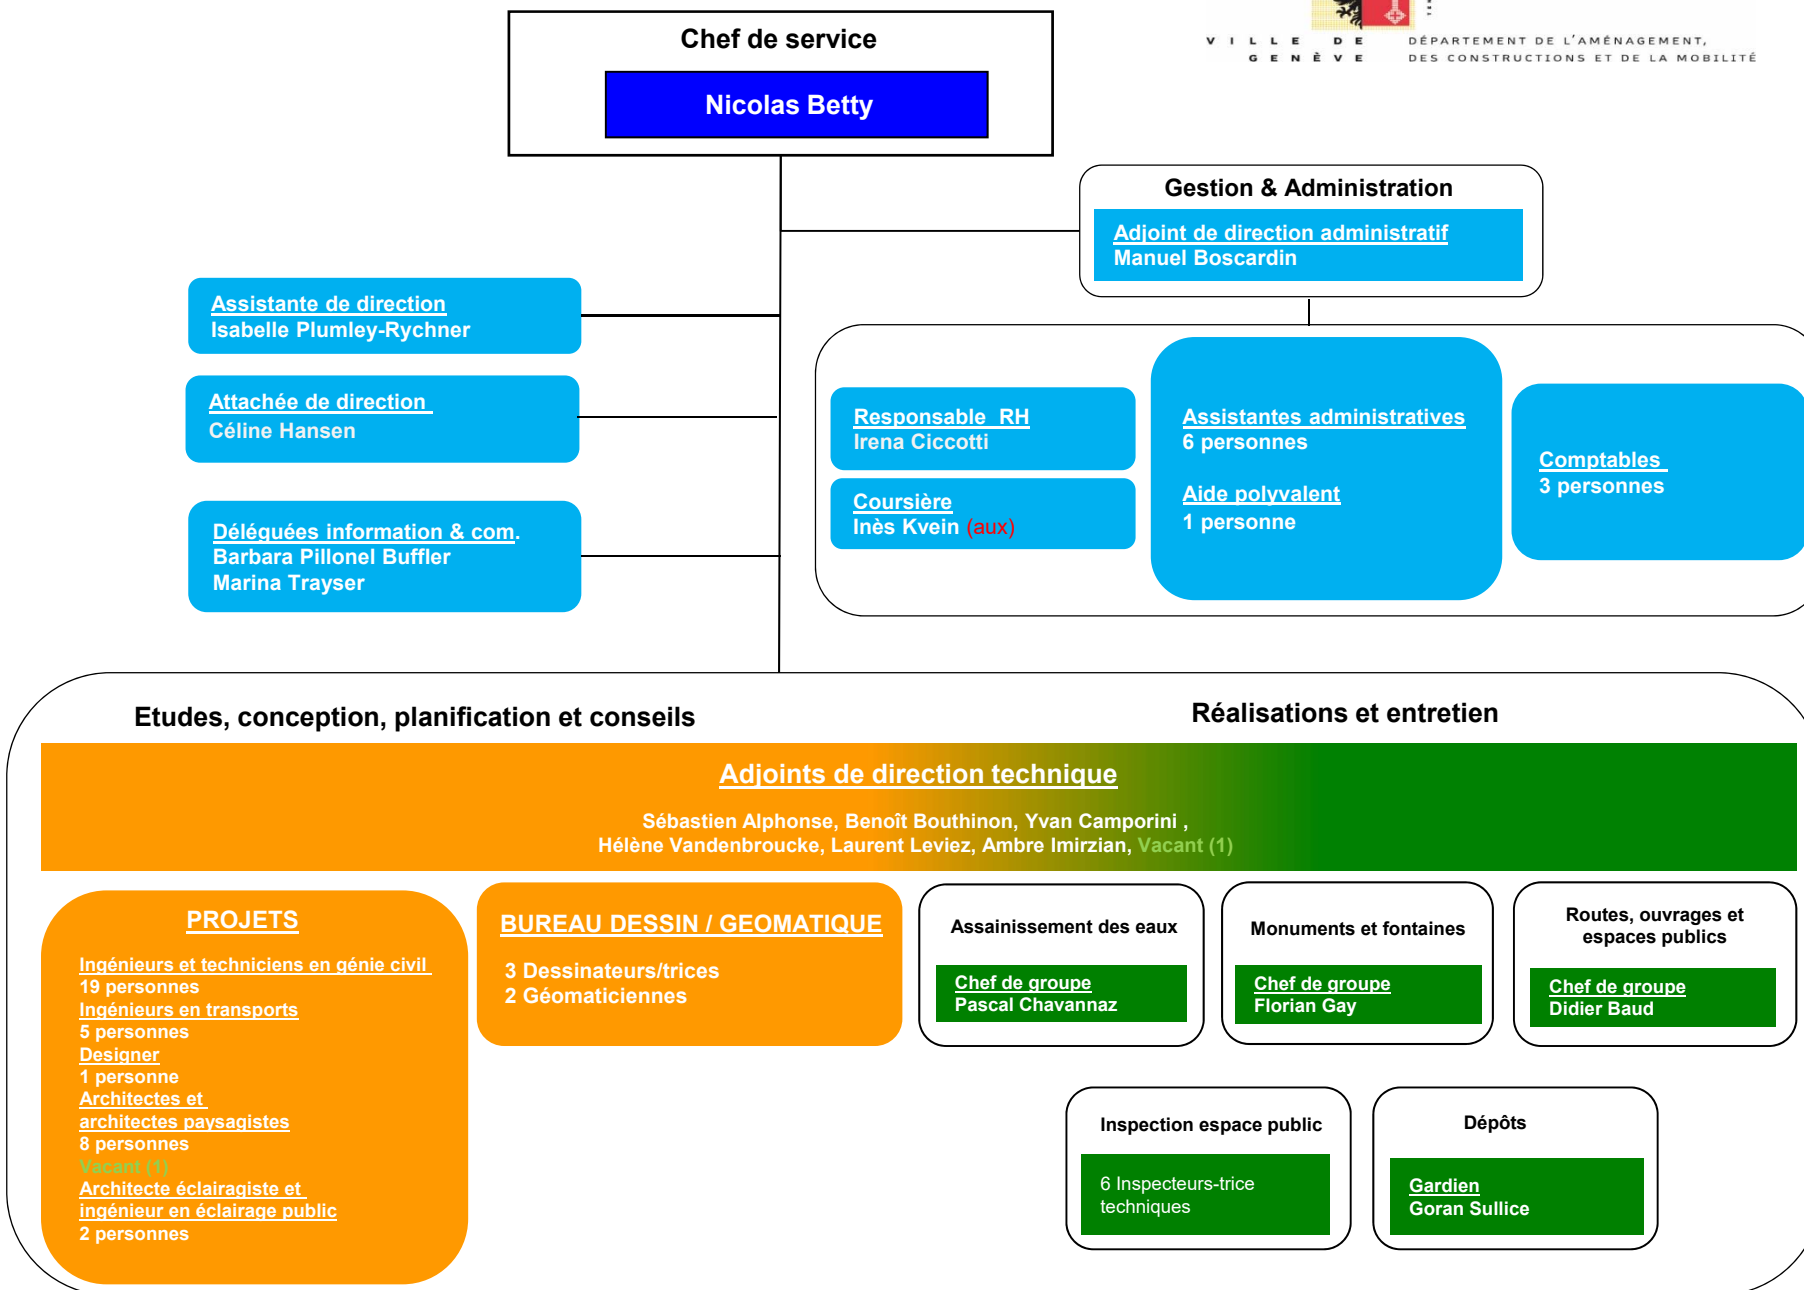 Chef de service
Nicolas Betty
VILLE DE
GENÈVE
DÉPARTEMENT DE L'AMÉNAGEMENT,
DES CONSTRUCTIONS ET DE LA MOBILITÉ
Gestion & Administration
Adjoint de direction administratif
Manuel Boscardin
Assistante de direction
Isabelle Plumley-Rychner
Attachée de direction
Céline Hansen
Déléguées information & com.
Barbara Pillonel Buffler
Marina Trayser
Responsable RH
Irena Ciccotti
Coursière
Inès Kvein (aux)
Assistantes administratives
6 personnes
Aide polyvalent
1 personne
Comptables
3 personnes
Etudes, conception, planification et conseils
Réalisations et entretien
Adjoints de direction technique
Sébastien Alphonse, Benoît Bouthinon, Yvan Camporini ,
Hélène Vandenbroucke, Laurent Leviez, Ambre Imirzian, Vacant (1)
PROJETS
Ingénieurs et techniciens en génie civil
19 personnes
Ingénieurs en transports
5 personnes
Designer
1 personne
Architectes et
architectes paysagistes
8 personnes
Vacant (1)
Architecte éclairagiste et
ingénieur en éclairage public
2 personnes
BUREAU DESSIN / GEOMATIQUE
3 Dessinateurs/trices
2 Géomaticiennes
Assainissement des eaux
Chef de groupe
Pascal Chavannaz
Monuments et fontaines
Chef de groupe
Florian Gay
Routes, ouvrages et
espaces publics
Chef de groupe
Didier Baud
Inspection espace public
6 Inspecteurs-trice
techniques
Dépôts
Gardien
Goran Sullice